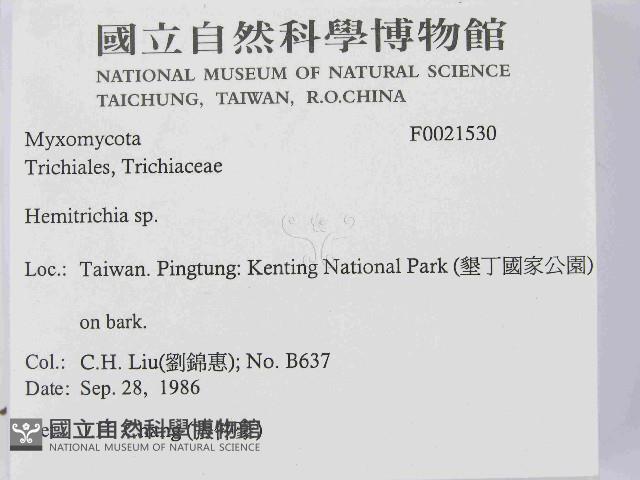 國立自然科學博物館
NATIONAL MUSEUM OF NATURAL SCIENCE
TAICHUNG, TAIWAN, R.O.CHINA
Myxomycota F0021530
Trichiales, Trichiaceae
Hemitrichia sp.
Loc.: Taiwan. Pingtung: Kenting National Park (墾丁國家公園)
on bark.
Col.: C.H. Liu(劉錦惠); No. B637
Date: Sep. 28, 1986
國立自然科學博物館
NATIONAL MUSEUM OF NATURAL SCIENCE